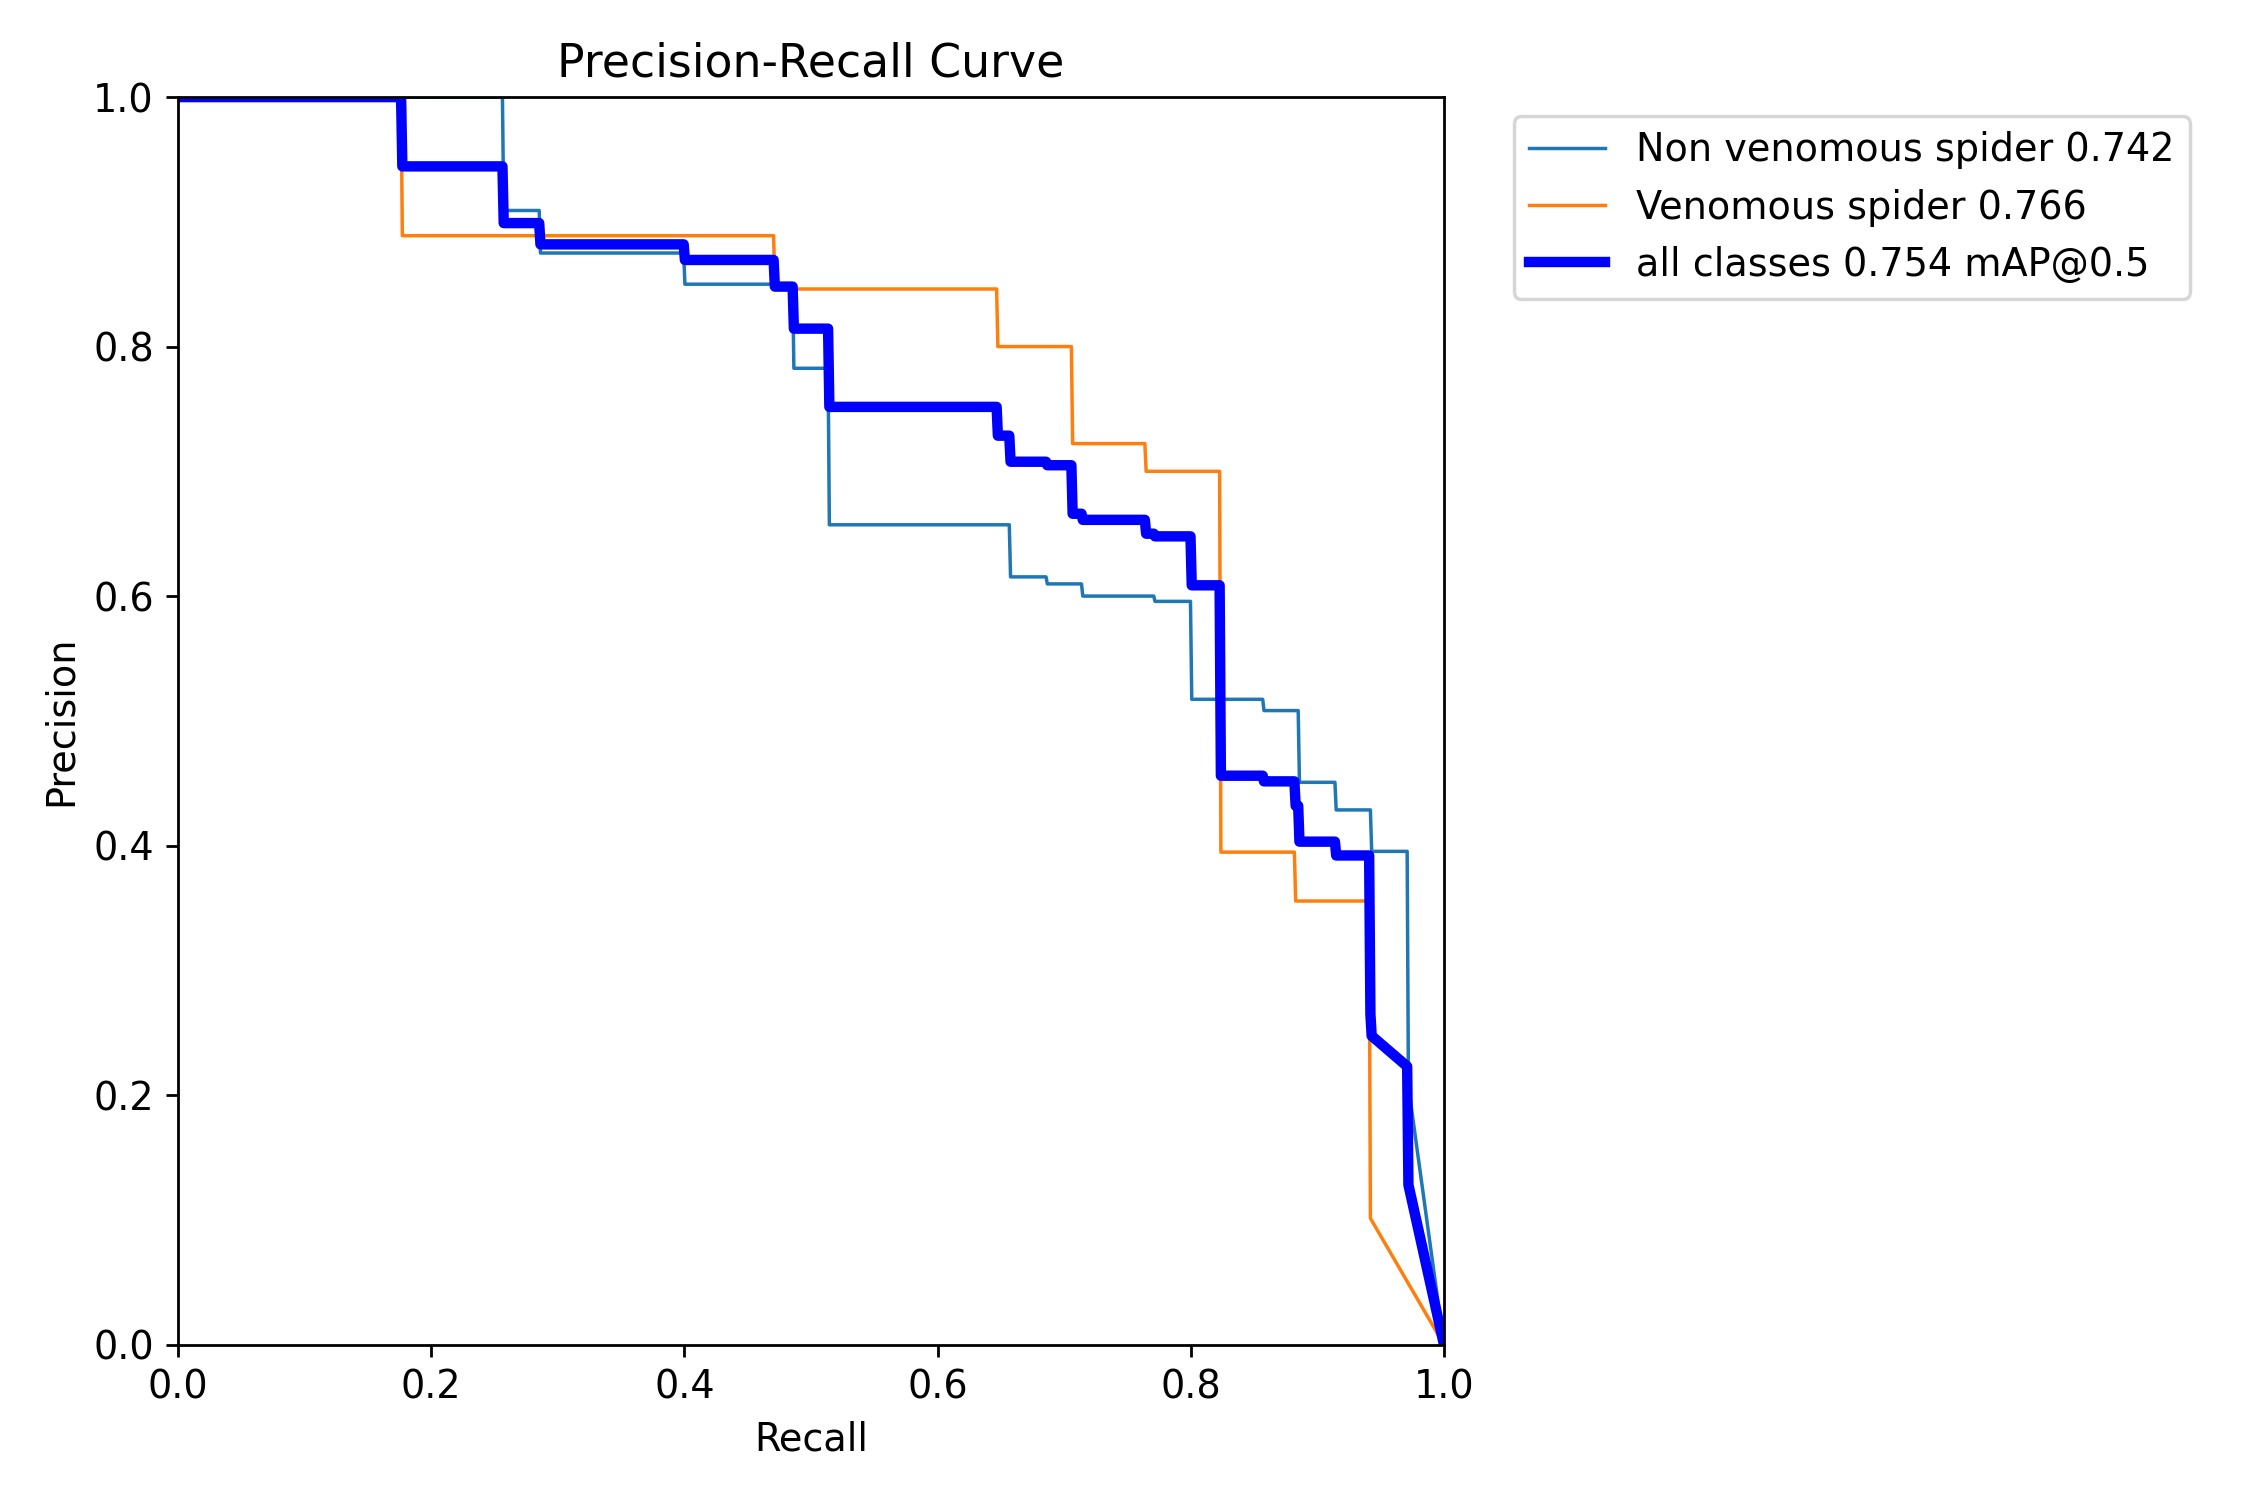 Precision-Recall Curve
1.0
0.8
0.6
0.4
0.2
0.0
Precision
0.0 0.2 0.4 0.6 0.8 1.0
Recall
Non venomous spider 0.742
Venomous spider 0.766
all classes 0.754 mAP@0.5